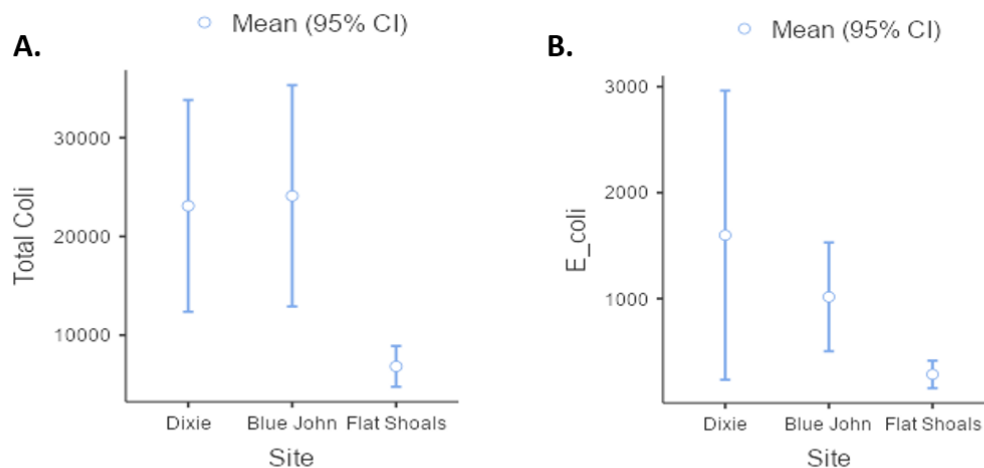 A.
Mean (95% CI)
30000
20000
10000
Total Coli
Dixie
Blue John
Flat Shoals
Site
B.
Mean (95% CI)
3000
2000
1000
E_coli
Dixie
Blue John
Flat Shoals
Site